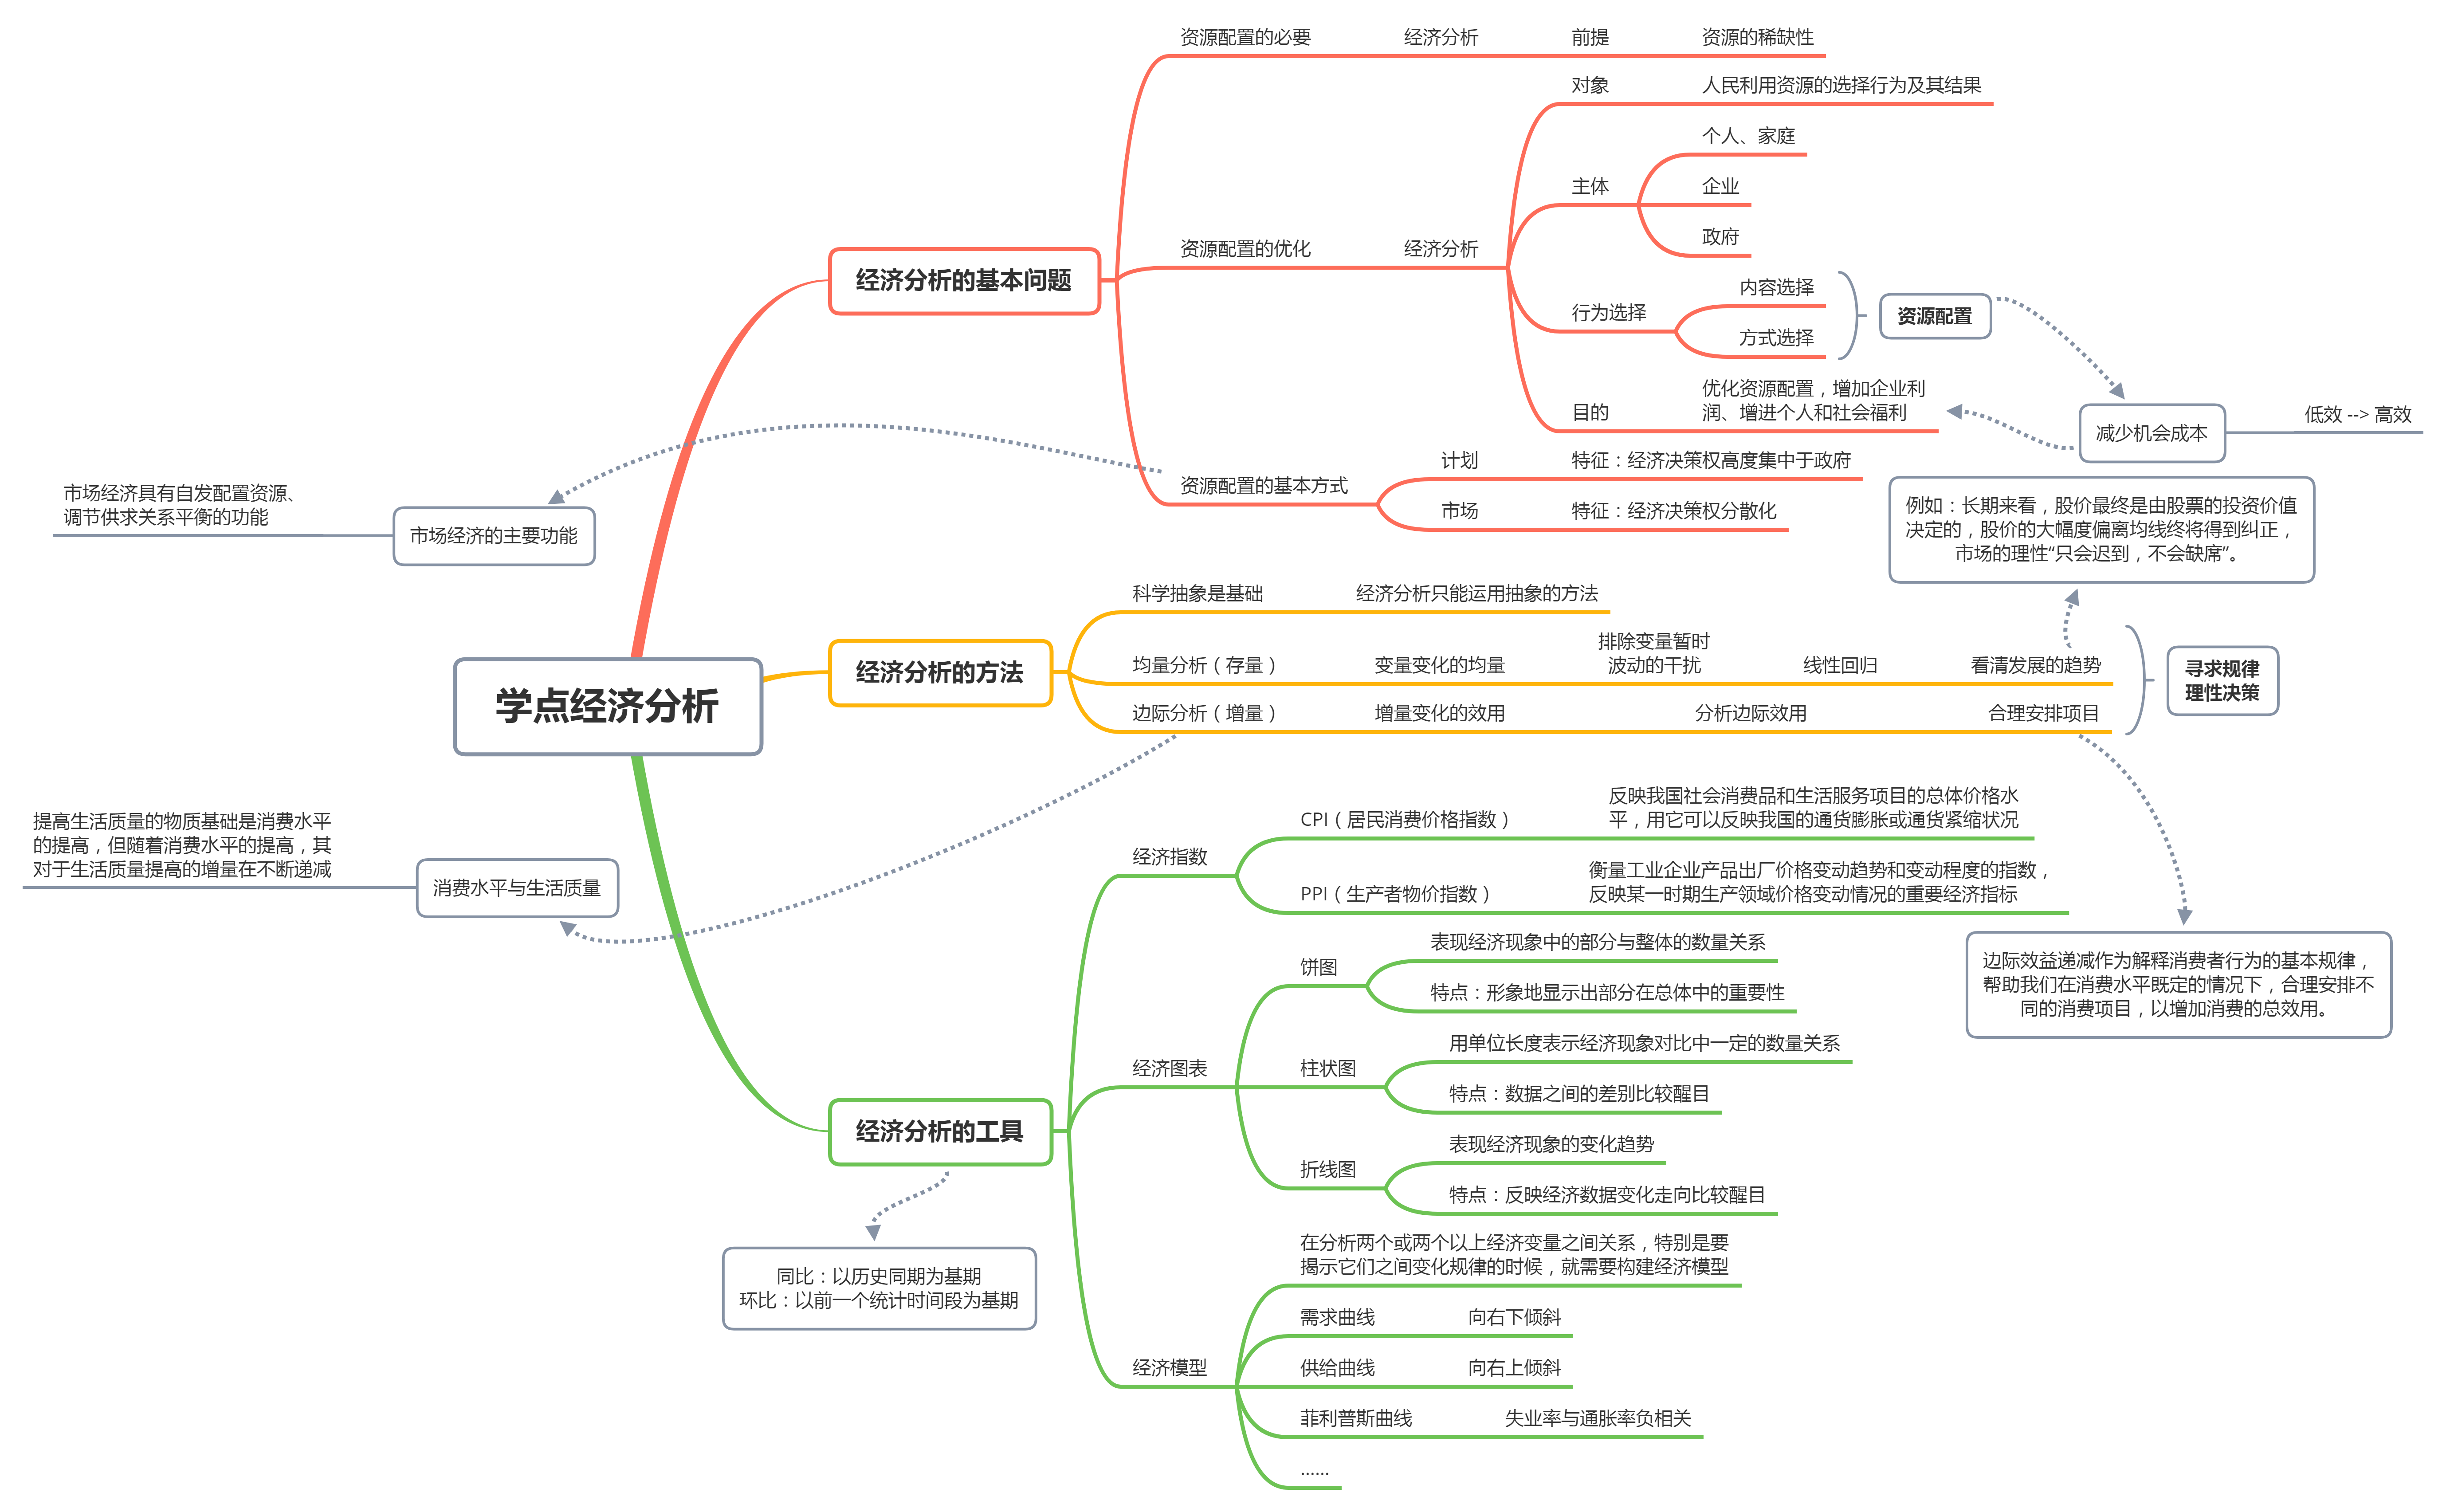 学点经济分析
经济分析的基本问题
资源配置的必要
经济分析
前提
资源的稀缺性
资源配置的优化
经济分析
对象
人民利用资源的选择行为及其结果
主体
个人、家庭
企业
政府
行为选择
内容选择
方式选择
资源配置
目的
优化资源配置，增加企业利
润、增进个人和社会福利
减少机会成本
低效 --> 高效
资源配置的基本方式
计划
特征：经济决策权高度集中于政府
市场
特征：经济决策权分散化
市场经济的主要功能
市场经济具有自发配置资源、
调节供求关系平衡的功能
经济分析的方法
科学抽象是基础
经济分析只能运用抽象的方法
均量分析（存量）
变量变化的均量
排除变量暂时
波动的干扰
线性回归
看清发展的趋势
例如：长期来看，股价最终是由股票的投资价值
决定的，股价的大幅度偏离均线终将得到纠正，
市场的理性“只会迟到，不会缺席”。
边际分析（增量）
增量变化的效用
分析边际效用
合理安排项目
寻求规律
理性决策
边际效益递减作为解释消费者行为的基本规律，
帮助我们在消费水平既定的情况下，合理安排不
同的消费项目，以增加消费的总效用。
消费水平与生活质量
提高生活质量的物质基础是消费水平
的提高，但随着消费水平的提高，其
对于生活质量提高的增量在不断递减
经济分析的工具
经济指数
CPI（居民消费价格指数）
反映我国社会消费品和生活服务项目的总体价格水
平，用它可以反映我国的通货膨胀或通货紧缩状况
PPI（生产者物价指数）
衡量工业企业产品出厂价格变动趋势和变动程度的指数，
反映某一时期生产领域价格变动情况的重要经济指标
经济图表
饼图
表现经济现象中的部分与整体的数量关系
特点：形象地显示出部分在总体中的重要性
柱状图
用单位长度表示经济现象对比中一定的数量关系
特点：数据之间的差别比较醒目
折线图
表现经济现象的变化趋势
特点：反映经济数据变化走向比较醒目
经济模型
在分析两个或两个以上经济变量之间关系，特别是要
揭示它们之间变化规律的时候，就需要构建经济模型
需求曲线
向右下倾斜
供给曲线
向右上倾斜
菲利普斯曲线
失业率与通胀率负相关
......
同比：以历史同期为基期
环比：以前一个统计时间段为基期